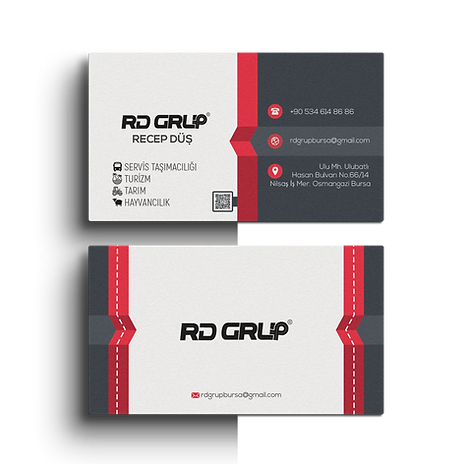 RD GRUP®
RECEP DÜŞ
SERVİS TAŞIMACILIĞI
TURİZM
TARIM
HAYVANCILIK
+90 534 614 86 86
rdgrupbursa@gmail.com
Ulu Mh. Ulubatlı
Hasan Bulvarı No.66/14
Nilsaş İş Mer. Osmangazi Bursa
RD GRUP®
rdgrupbursa@gmail.com